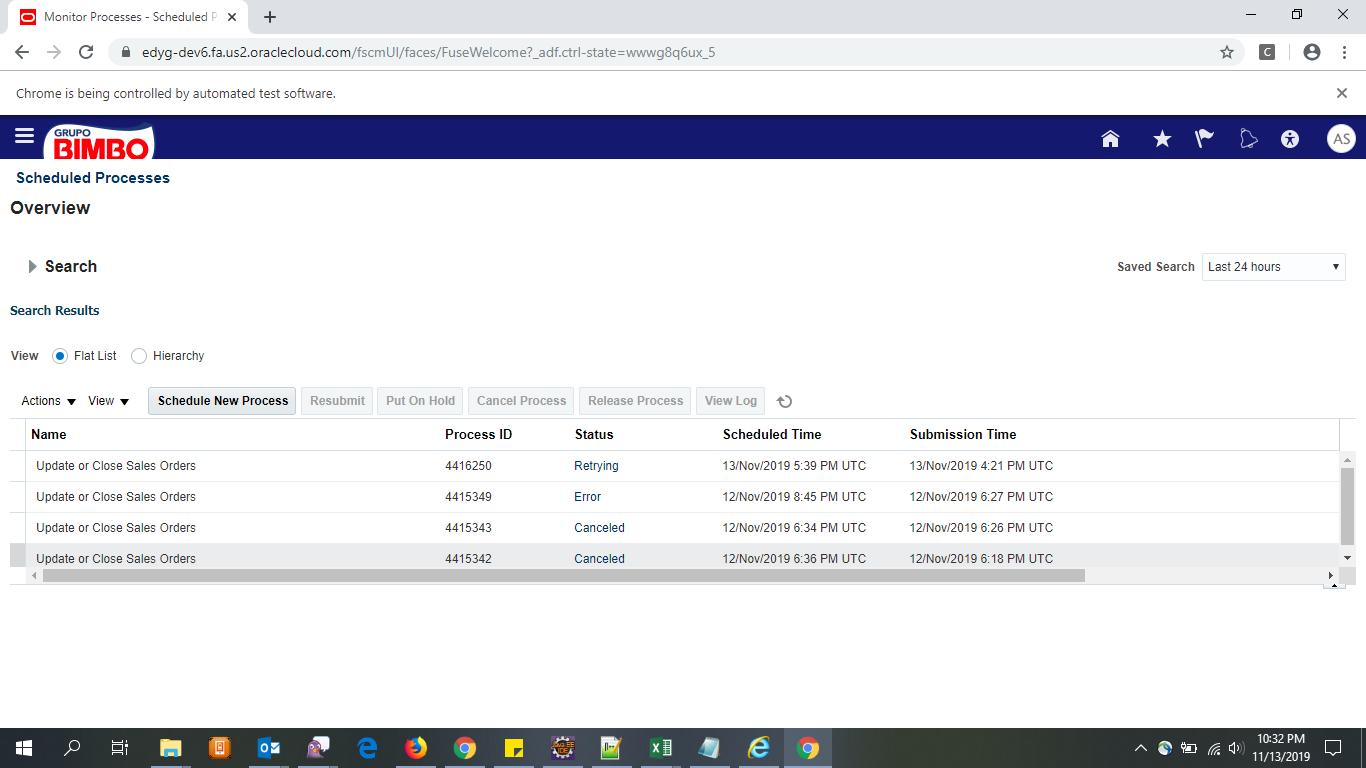 Monitor Processes - Scheduled P
edyg-dev6.fa.us2.oraclecloud.com/fscmUI/faces/FuseWelcome?_adf.ctrl-state=wwwg8q6ux_5
C
Chrome is being controlled by automated test software.
GRUPO
BIMBO
AS
Scheduled Processes
Overview
Search
Saved Search Last 24 hours
Search Results
View Flat List Hierarchy
Actions View Schedule New Process Resubmit Put On Hold Cancel Process Release Process View Log
Name Process ID Status Scheduled Time Submission Time
Update or Close Sales Orders 4416250 Retrying 13/Nov/2019 5:39 PM UTC 13/Nov/2019 4:21 PM UTC
Update or Close Sales Orders 4415349 Error 12/Nov/2019 8:45 PM UTC 12/Nov/2019 6:27 PM UTC
Update or Close Sales Orders 4415343 Canceled 12/Nov/2019 6:34 PM UTC 12/Nov/2019 6:26 PM UTC
Update or Close Sales Orders 4415342 Canceled 12/Nov/2019 6:36 PM UTC 12/Nov/2019 6:18 PM UTC
10:32 PM
11/13/2019